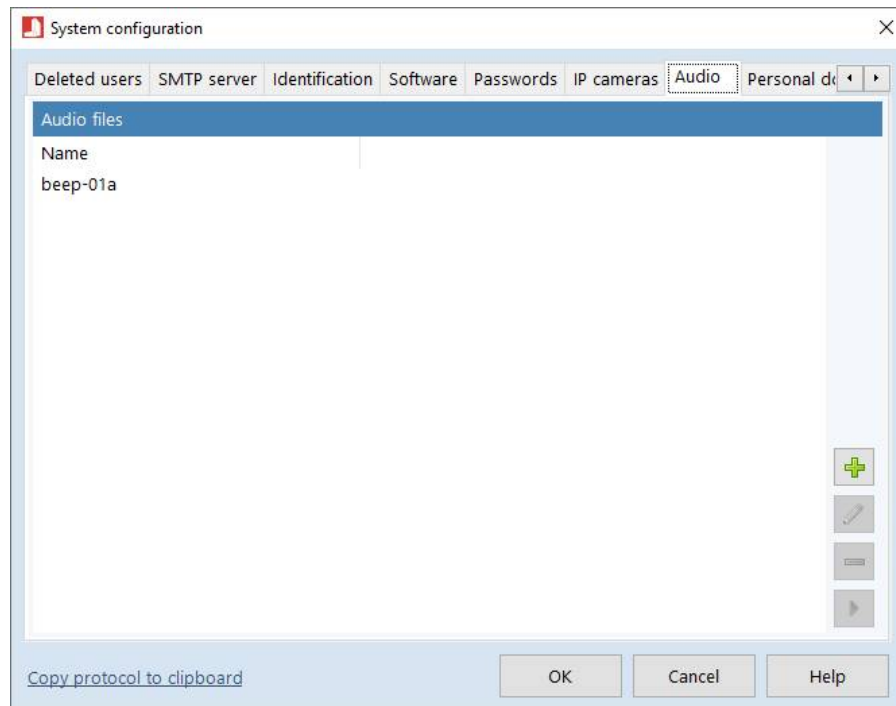 System configuration
Deleted users SMTP server Identification Software Passwords IP cameras Audio Personal
Audio files
Name
beep-01a
Copy protocol to clipboard OK Cancel Help